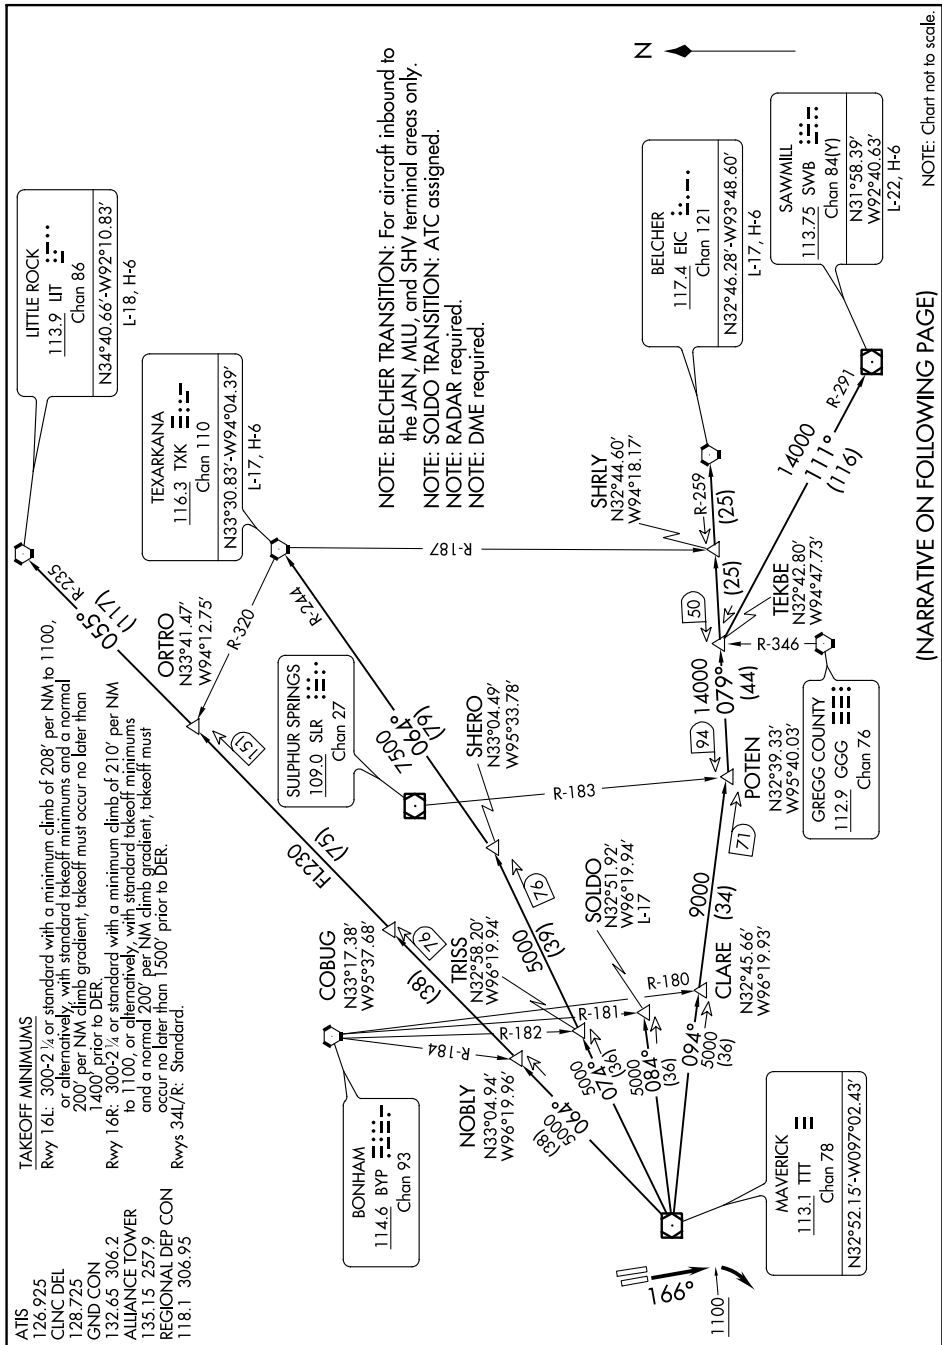 ATIS
126.925
CLNC DEL
128.725
GND CON
132.65 306.2
ALLIANCE TOWER
135.15 257.9
REGIONAL DEP CON
118.1 306.95
TAKEOFF MINIMUMS
Rwy 16L: 300-2¼ or standard with a minimum climb of 208' per NM to 1100,
or alternatively, with standard takeoff minimums and a normal
200' per NM climb gradient, takeoff must occur no later than
1400' prior to DER.
Rwy 16R: 300-2¼ or standard with a minimum climb of 210' per NM
to 1100, or alternatively, with standard takeoff minimums
and a normal 200' per NM climb gradient, takeoff must
occur no later than 1500' prior to DER.
Rwys 34L/R: Standard.
LITTLE ROCK
113.9 LIT
Chan 86
N34°40.66'-W92°10.83'
L-18, H-6
R-235
055°
(117)
TEXARKANA
116.3 TXK
Chan 110
N33°30.83'-W94°04.39'
L-17, H-6
ORTRO
N33°41.47'
W94°12.75'
R-320
151
R-244
R-187
FL230
(75)
7500
064°
(79)
NOTE: BELCHER TRANSITION: For aircraft inbound to
the JAN, MLU, and SHV terminal areas only.
NOTE: SOLDO TRANSITION: ATC assigned.
NOTE: RADAR required.
NOTE: DME required.
N
SULPHUR SPRINGS
109.0 SLR
Chan 27
R-183
COBUG
N33°17.38'
W95°37.68'
76
(38)
SHERO
N33°04.49'
W95°33.78'
76
5000
(39)
TRISS
N32°58.20'
W96°19.94'
SOLDO
N32°51.92'
W96°19.94'
L-17
BONHAM
114.6 BYP
Chan 93
R-184
R-182
R-181
R-180
NOBLY
N33°04.94'
W96°19.96'
5000
064°
(38)
5000
074°
(36)
5000
084°
(36)
094°
5000
(36)
CLARE
N32°45.66'
W96°19.93'
9000
(34)
71
POTEN
N32°39.33'
W95°40.03'
94
14000
079°
(44)
50
TEKBE
N32°42.80'
W94°47.73'
R-346
GREGG COUNTY
112.9 GGG
Chan 76
(25)
SHRLY
N32°44.60'
W94°18.17'
R-259
(25)
BELCHER
117.4 EIC
Chan 121
N32°46.28'-W93°48.60'
L-17, H-6
14000
111°
(116)
R-291
SAWMILL
113.75 SWB
Chan 84(Y)
N31°58.39'
W92°40.63'
L-22, H-6
MAVERICK
113.1 TTT
Chan 78
N32°52.15'-W097°02.43'
166°
1100
(NARRATIVE ON FOLLOWING PAGE)
NOTE: Chart not to scale.